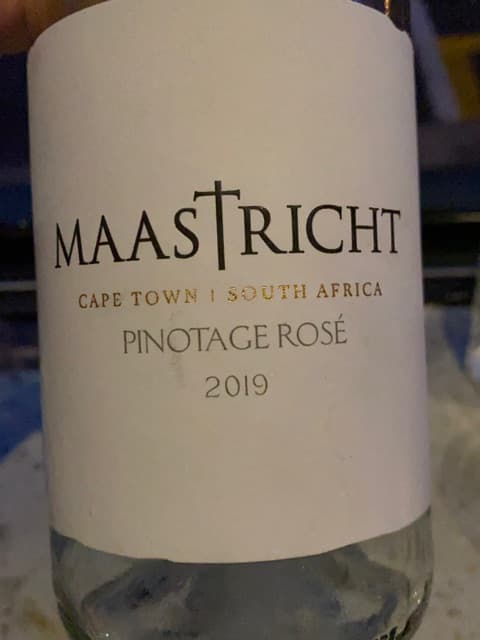 MAASTRICHT
CAPE TOWN | SOUTH AFRICA
PINOTAGE ROSÉ
2019